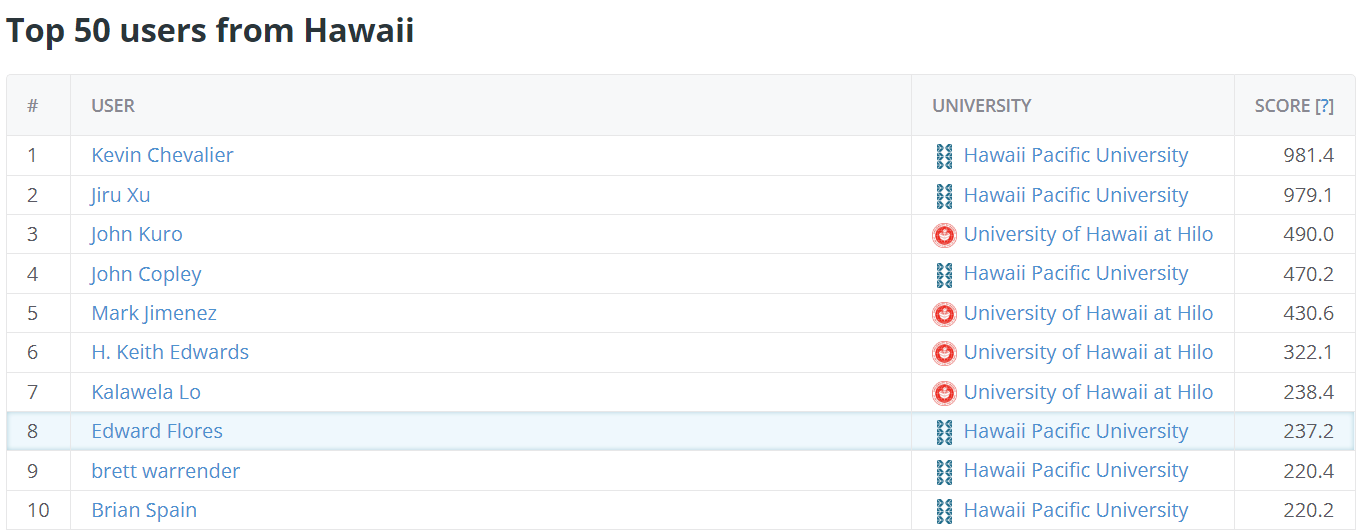 Top 50 users from Hawaii
# USER UNIVERSITY SCORE [?]
1 Kevin Chevalier Hawaii Pacific University 981.4
2 Jiru Xu Hawaii Pacific University 979.1
3 John Kuro University of Hawaii at Hilo 490.0
4 John Copley Hawaii Pacific University 470.2
5 Mark Jimenez University of Hawaii at Hilo 430.6
6 H. Keith Edwards University of Hawaii at Hilo 322.1
7 Kalawela Lo University of Hawaii at Hilo 238.4
8 Edward Flores Hawaii Pacific University 237.2
9 brett warrender Hawaii Pacific University 220.4
10 Brian Spain Hawaii Pacific University 220.2